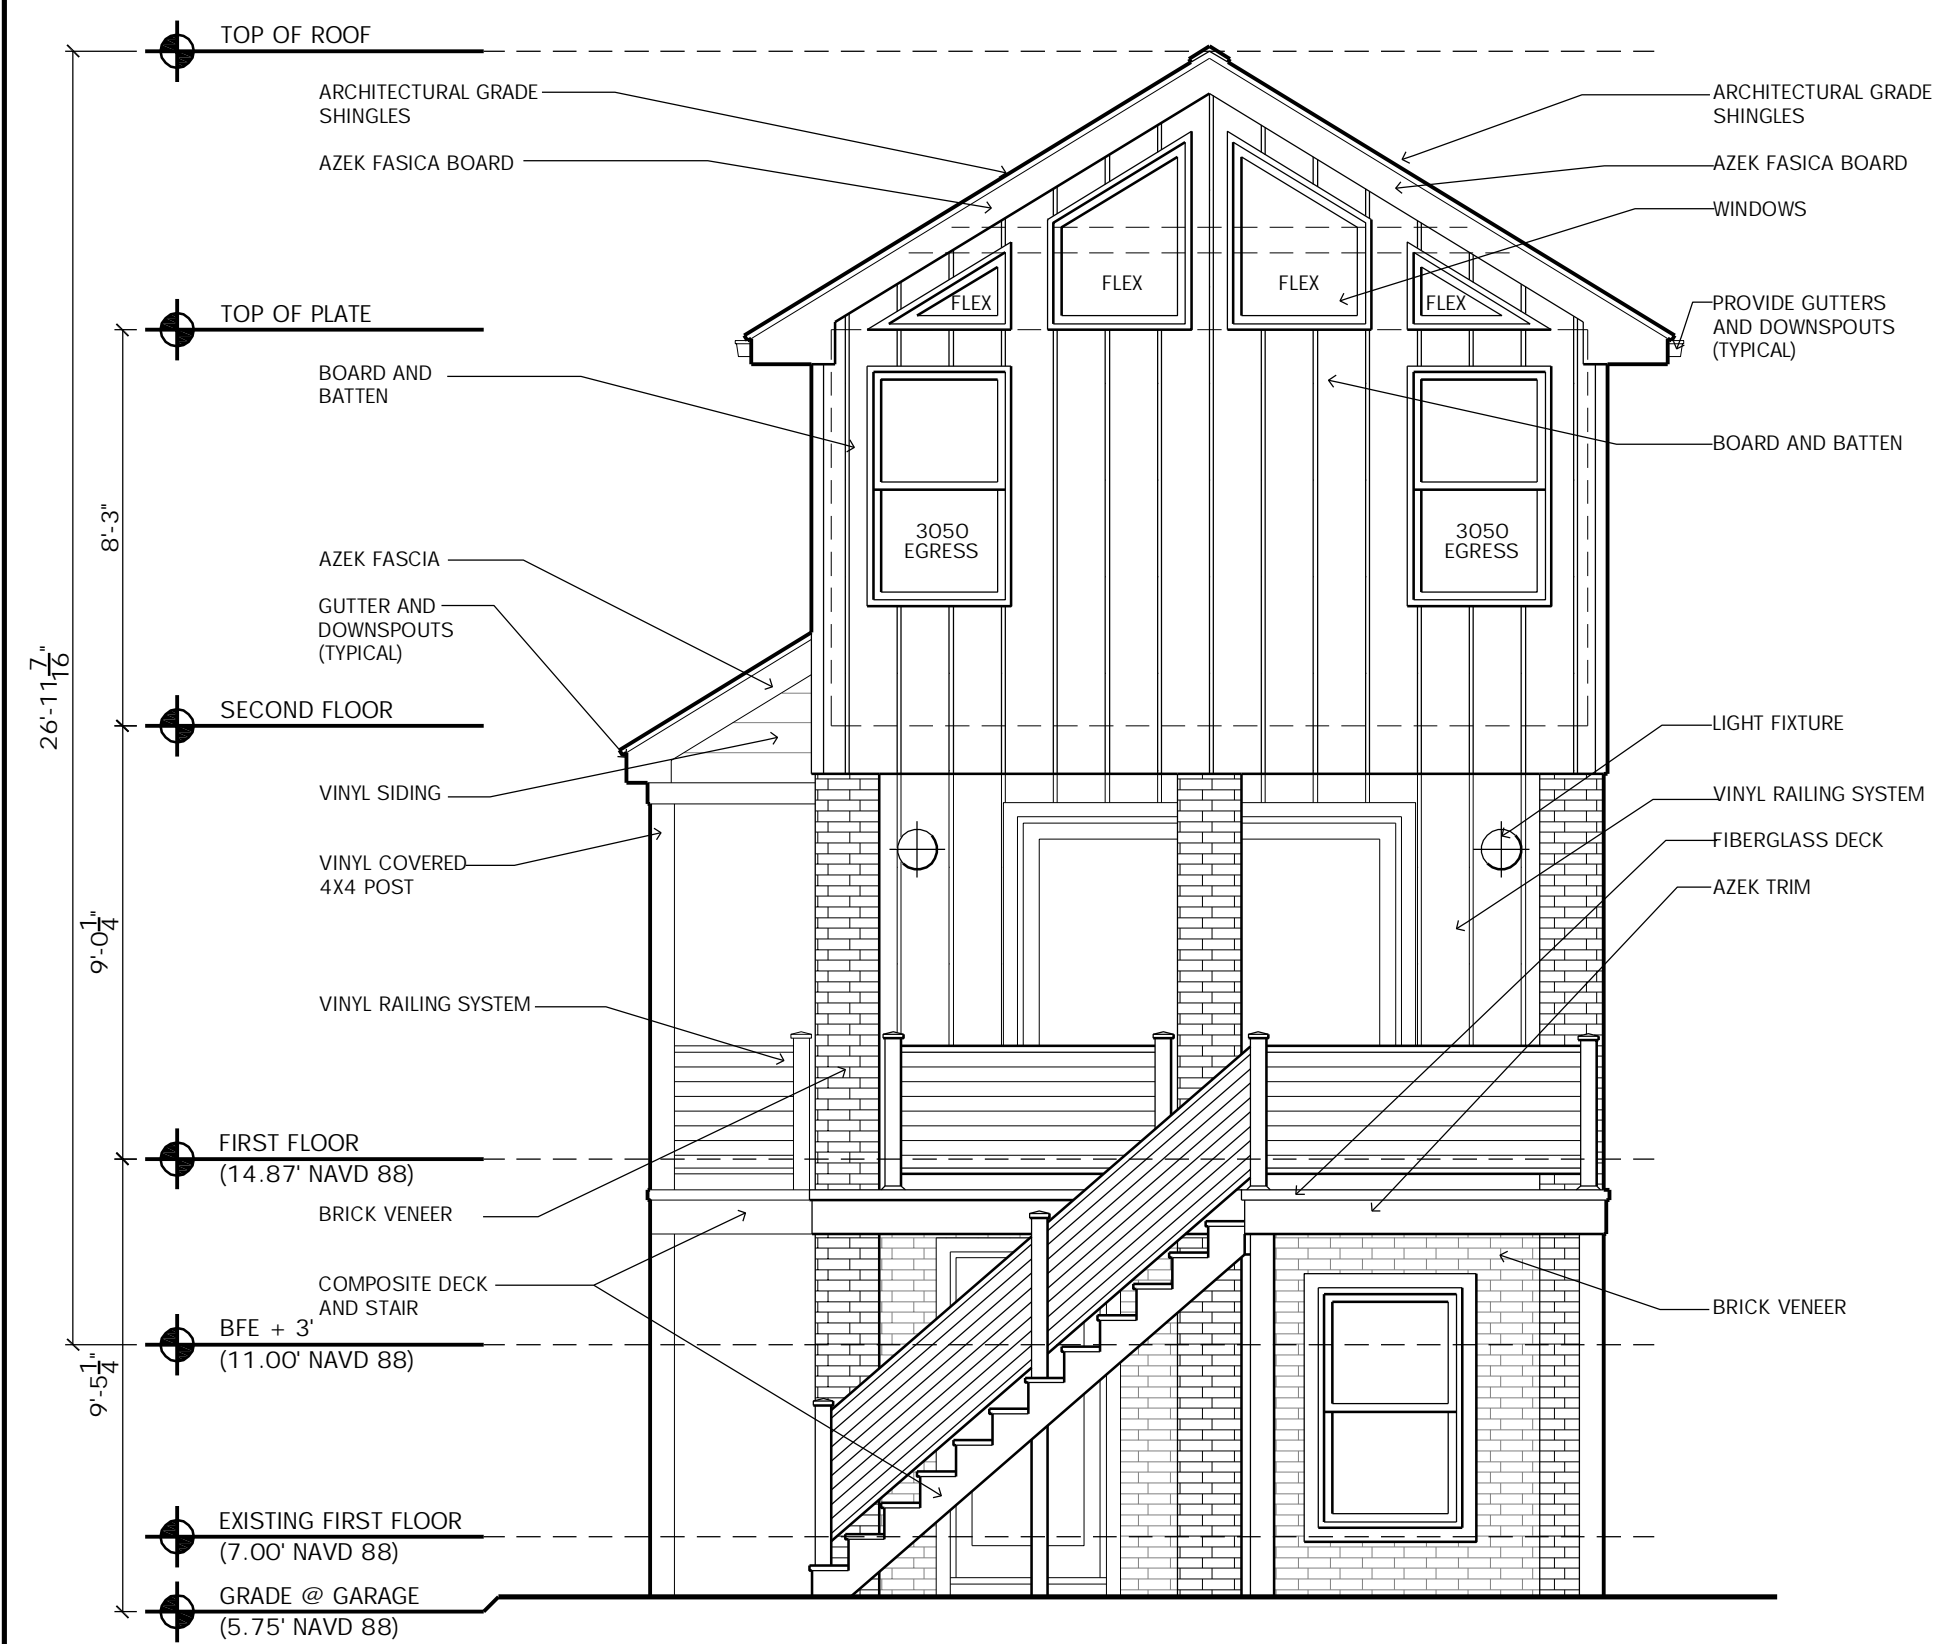 TOP OF ROOF
ARCHITECTURAL GRADE
SHINGLES
AZEK FASICA BOARD
ARCHITECTURAL GRADE
SHINGLES
AZEK FASICA BOARD
WINDOWS
FLEX
FLEX
FLEX
FLEX
TOP OF PLATE
PROVIDE GUTTERS
AND DOWNSPOUTS
(TYPICAL)
BOARD AND
BATTEN
BOARD AND BATTEN
8'-3"
3050
EGRESS
3050
EGRESS
AZEK FASCIA
GUTTER AND
DOWNSPOUTS
(TYPICAL)
26'-11 7/16"
SECOND FLOOR
LIGHT FIXTURE
VINYL SIDING
VINYL RAILING SYSTEM
FIBERGLASS DECK
VINYL COVERED
4X4 POST
AZEK TRIM
9'-0 1/4"
VINYL RAILING SYSTEM
FIRST FLOOR
(14.87' NAVD 88)
BRICK VENEER
COMPOSITE DECK
AND STAIR
BRICK VENEER
BFE + 3'
(11.00' NAVD 88)
9'-5 1/4"
EXISTING FIRST FLOOR
(7.00' NAVD 88)
GRADE @ GARAGE
(5.75' NAVD 88)